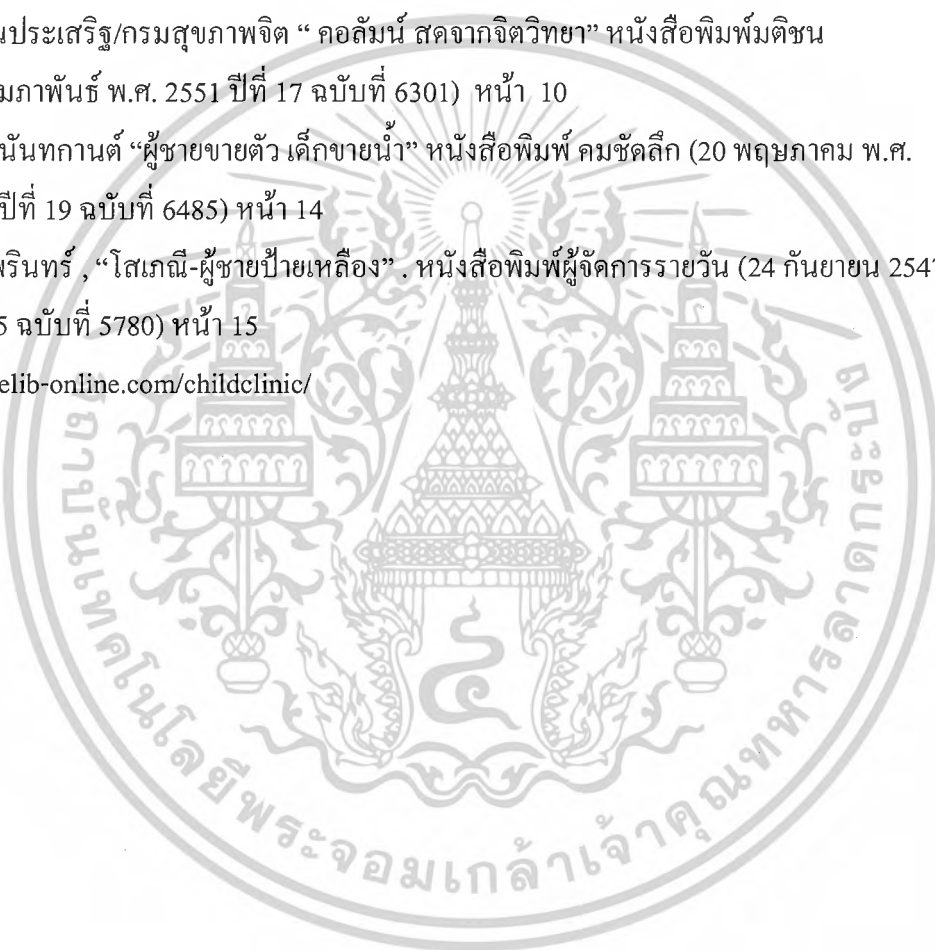 นประเสริฐ/กรมสุขภาพจิต “ คอลัมน์ สดจากจิตวิทยา” หนังสือพิมพ์มติชน
มภาพันธ์ พ.ศ. 2551 ปีที่ 17 ฉบับที่ 6301) หน้า 10
นันทกานต์ “ผู้ชายขายตัว เด็กขายน้ำ” หนังสือพิมพ์ คมชัดลึก (20 พฤษภาคม พ.ศ.
ปีที่ 19 ฉบับที่ 6485) หน้า 14
พรินทร์ , “โสเภณี-ผู้ชายป้ายเหลือง” . หนังสือพิมพ์ผู้จัดการรายวัน (24 กันยายน 254
5 ฉบับที่ 5780) หน้า 15
elib-online.com/childclinic/
สถาบันเทคโนโลยีพระจอมเกล้าเจ้าคุณทหารลาดกระบัง